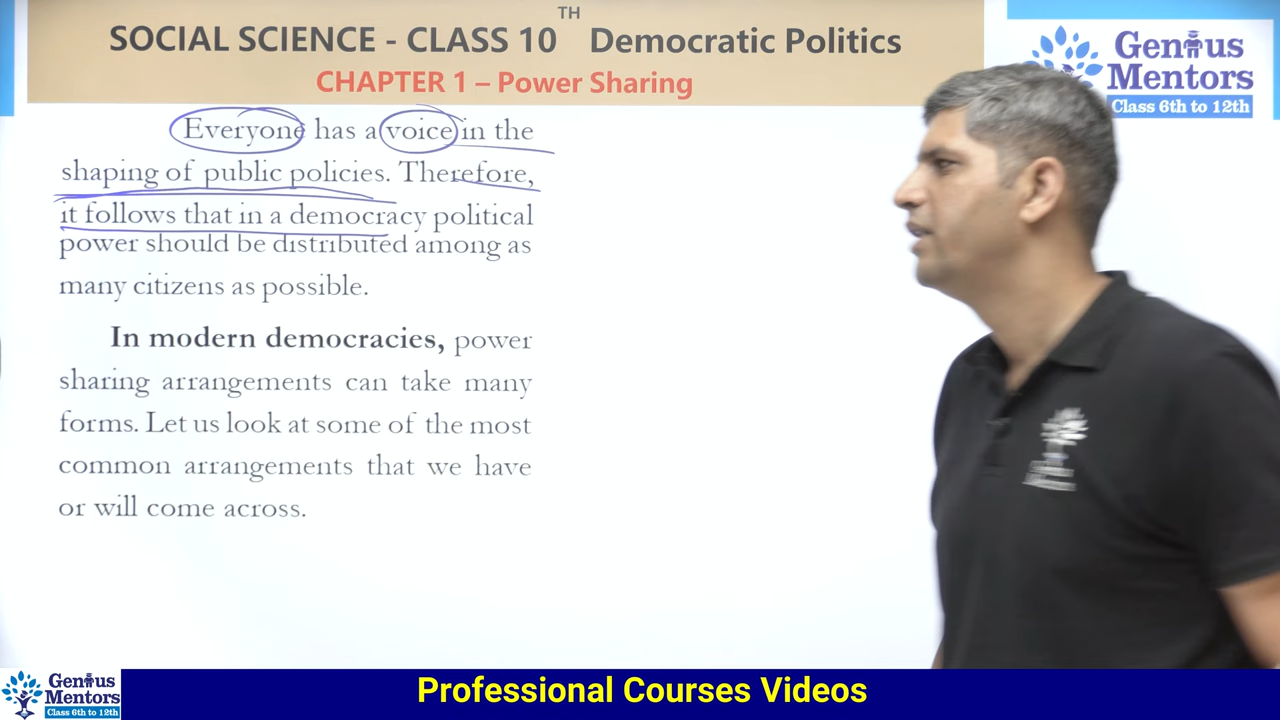 TH
SOCIAL SCIENCE - CLASS 10 Democratic Politics
CHAPTER 1 – Power Sharing
Genius
Mentors
Class 6th to 12th
Everyone has a voice in the
shaping of public policies. Therefore,
it follows that in a democracy political
power should be distributed among as
many citizens as possible.
In modern democracies, power
sharing arrangements can take many
forms. Let us look at some of the most
common arrangements that we have
or will come across.
Genius
Mentors
Class 6th to 12th
Professional Courses Videos